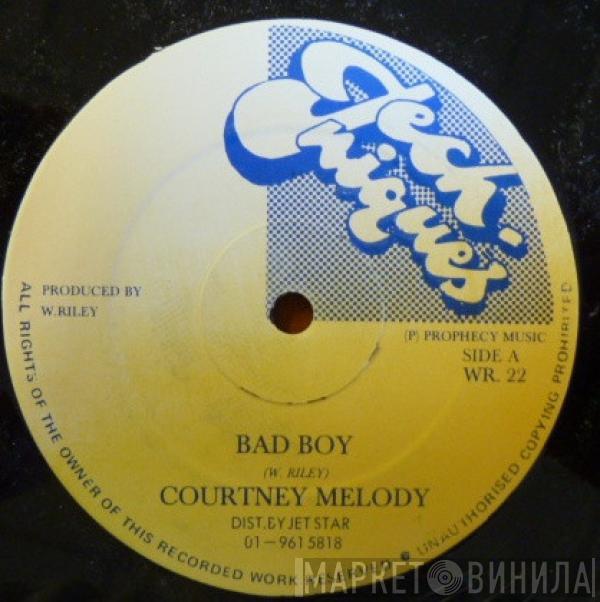 Tech-
niques
PRODUCED BY
W.RILEY
(P) PROPHECY MUSIC
SIDE A
WR. 22
BAD BOY
(W. RILEY)
COURTNEY MELODY
DIST.BY JET STAR
01-961 5818
ALL RIGHTS OF THE OWNER OF THIS RECORDED WORK RESERVED • UNAUTHORISED COPYING PROHIBITED
МАРКЕТ ВИНИЛА